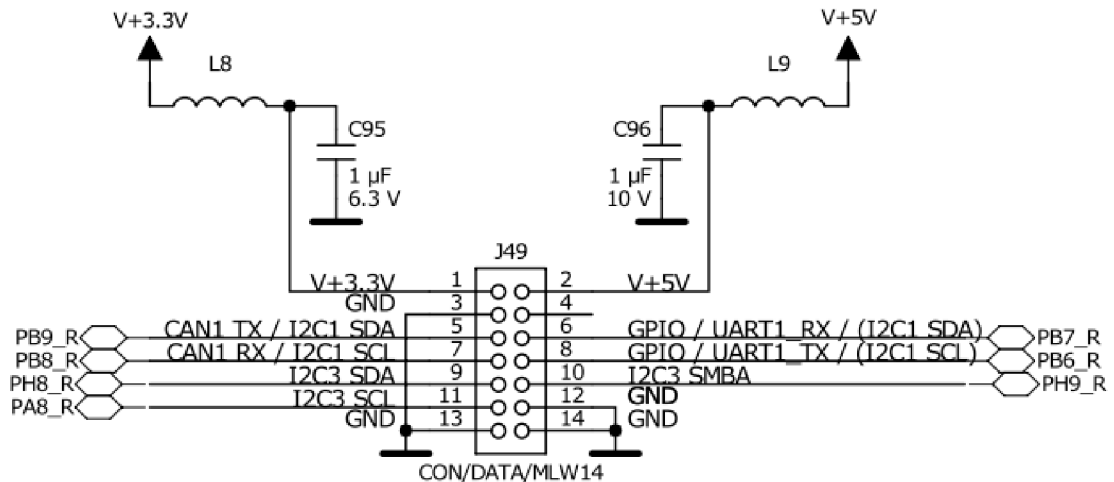 V+3.3V
V+5V
L8
L9
C95
C96
1 µF
6.3 V
1 µF
10 V
J49
V+3.3V 1 2 V+5V
GND 3 4
PB9_R CAN1 TX / I2C1 SDA 5 6 GPIO / UART1_RX / (I2C1 SDA) PB7_R
PB8_R CAN1 RX / I2C1 SCL 7 8 GPIO / UART1_TX / (I2C1 SCL) PB6_R
PH8_R I2C3 SDA 9 10 I2C3 SMBA PH9_R
PA8_R I2C3 SCL 11 12 GND
GND 13 14 GND
CON/DATA/MLW14